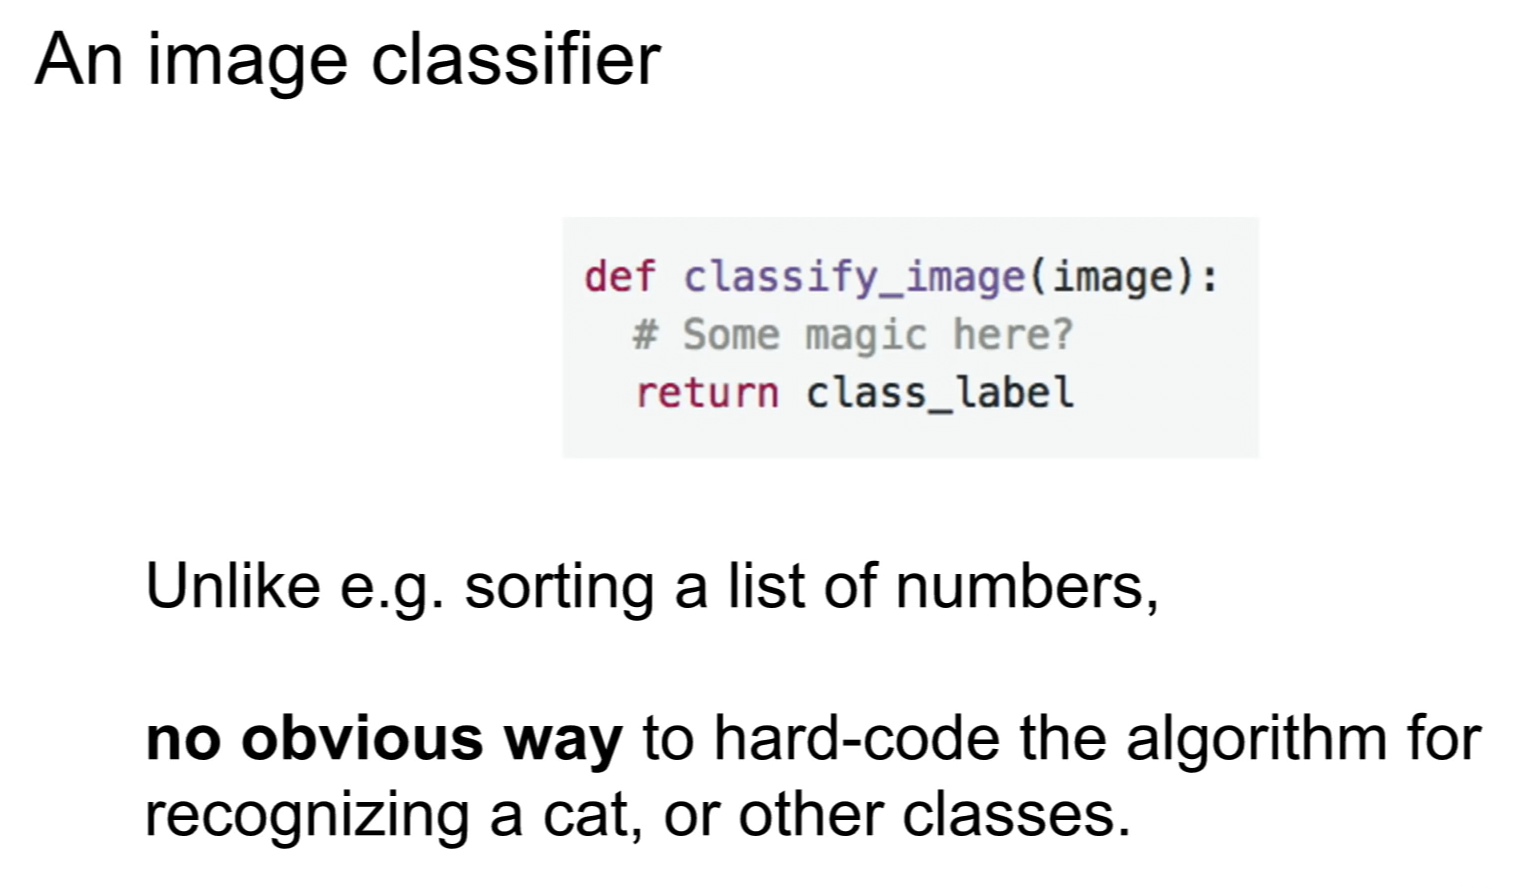 An image classifier
def classify_image(image):
# Some magic here?
return class_label
Unlike e.g. sorting a list of numbers,
no obvious way to hard-code the algorithm for
recognizing a cat, or other classes.